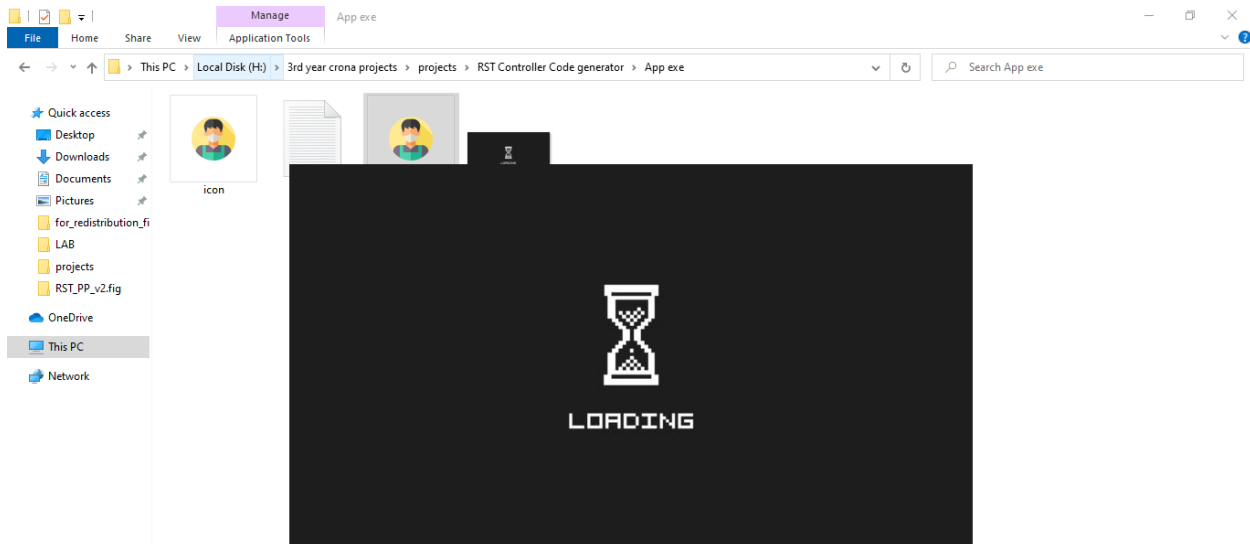 Manage
App exe
File
Home
Share
View
Application Tools
This PC > Local Disk (H:) > 3rd year crona projects > projects > RST Controller Code generator > App exe
Search App exe
Quick access
Desktop
Downloads
Documents
Pictures
for_redistribution_fi
LAB
projects
RST_PP_v2.fig
OneDrive
This PC
Network
icon
LOADING
LOADING